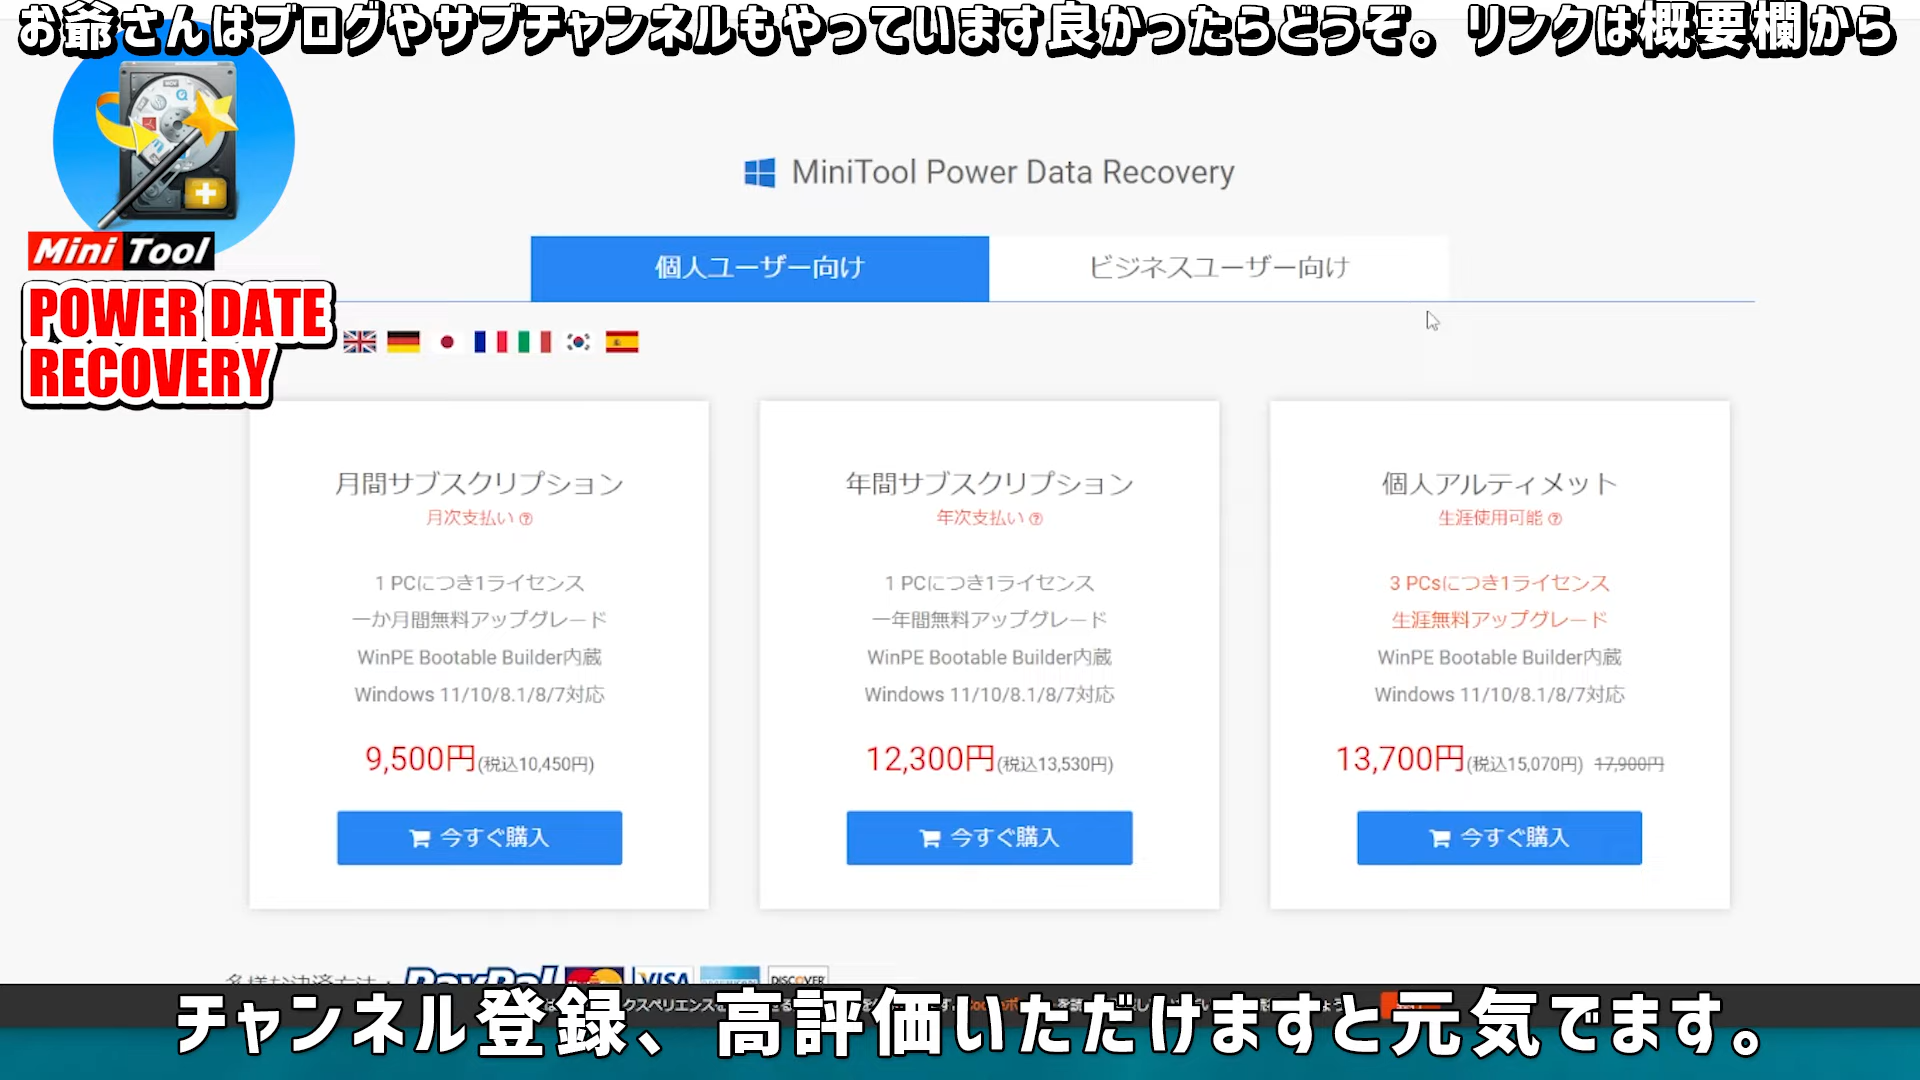 お爺さんはブログやサブチャンネルもやっています良かったらどうぞ。リンクは概要欄から
Mini Tool
POWER DATE
RECOVERY
MiniTool Power Data Recovery
個人ユーザー向け
ビジネスユーザー向け
月間サブスクリプション
月次支払い
1 PCにつき1ライセンス
一か月間無料アップグレード
WinPE Bootable Builder内蔵
Windows 11/10/8.1/8/7対応
9,500円(税込10,450円)
今すぐ購入
年間サブスクリプション
年次支払い
1 PCにつき1ライセンス
一年間無料アップグレード
WinPE Bootable Builder内蔵
Windows 11/10/8.1/8/7対応
12,300円(税込13,530円)
今すぐ購入
個人アルティメット
生涯使用可能
3 PCsにつき1ライセンス
生涯無料アップグレード
WinPE Bootable Builder内蔵
Windows 11/10/8.1/8/7対応
13,700円(税込15,070円) 17,900円
今すぐ購入
多様な決済方法：
PayPal VISA DISCOVER
チャンネル登録、高評価いただけますと元気でます。